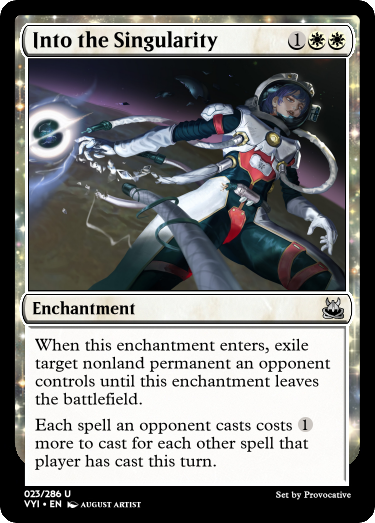 Into the Singularity 1
Enchantment
When this enchantment enters, exile
target nonland permanent an opponent
controls until this enchantment leaves
the battlefield.
Each spell an opponent casts costs 1
more to cast for each other spell that
player has cast this turn.
023/286 U
VYI • EN AUGUST ARTIST
Set by Provocative